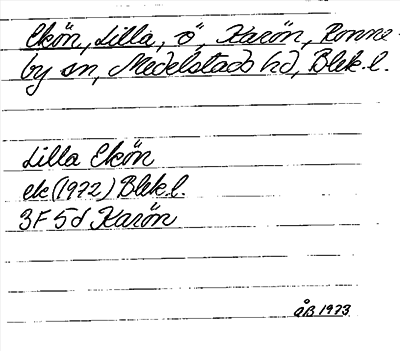 Ekön, Lilla, ö, Karön, Ronne-
by sn, Medelstads hd, Blek.l.
Lilla Ekön
ek (1972) Blek.l.
3F 5d Karön
åB 1973